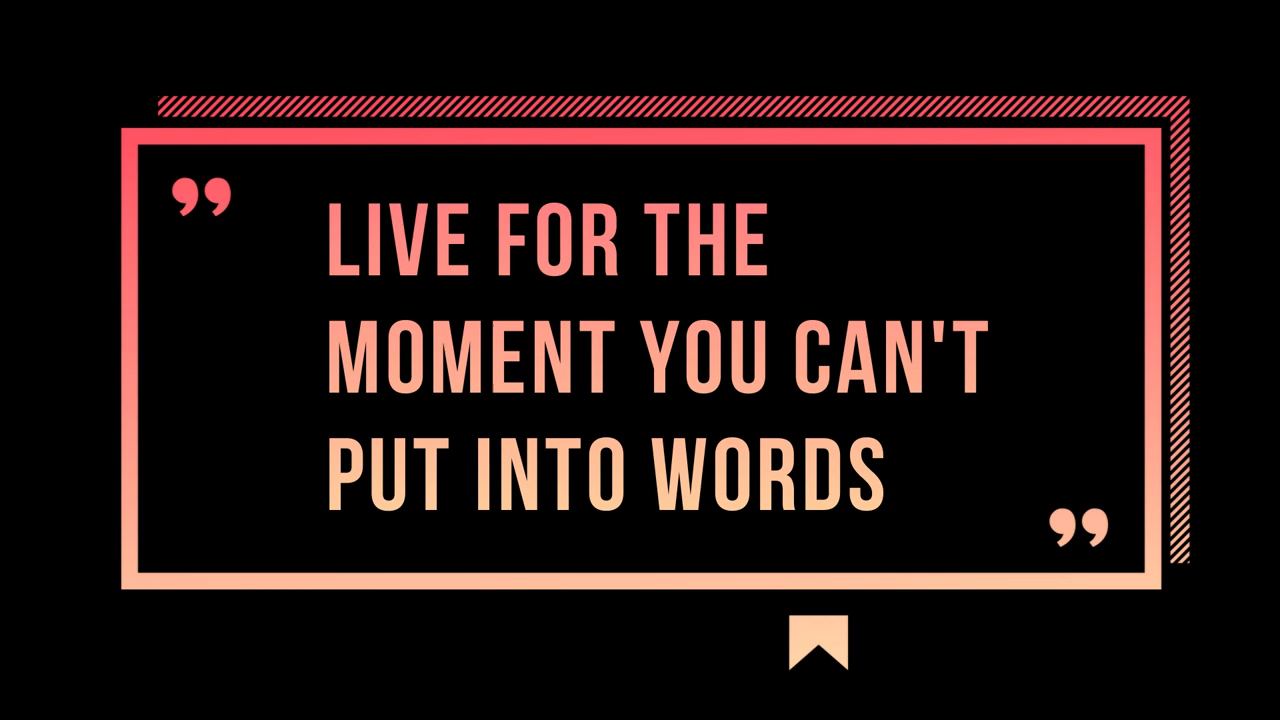 ”
LIVE FOR THE
MOMENT YOU CAN'T
PUT INTO WORDS
”